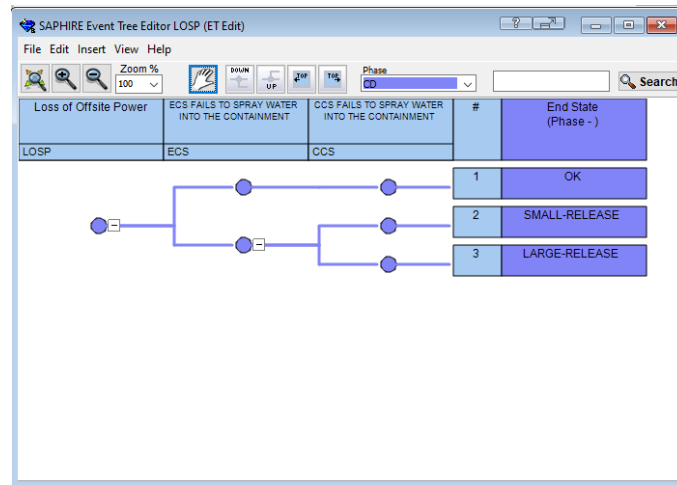 SAPHIRE Event Tree Editor LOSP (ET Edit)
File Edit Insert View Help
Zoom %
100
DOWN
UP
TOP
TOP
Phase
CD
Search
Loss of Offsite Power
ECS FAILS TO SPRAY WATER
INTO THE CONTAINMENT
CCS FAILS TO SPRAY WATER
INTO THE CONTAINMENT
#
End State
(Phase - )
LOSP
ECS
CCS
1
OK
2
SMALL-RELEASE
3
LARGE-RELEASE